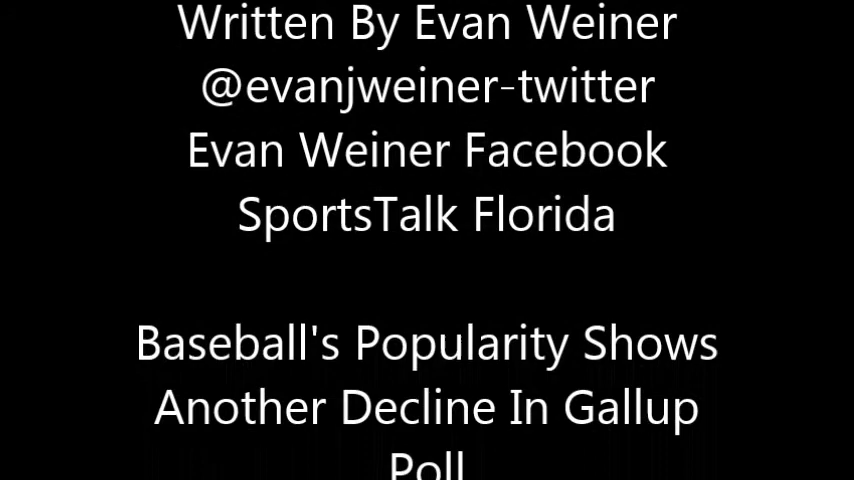 Written By Evan Weiner
@evanjweiner-twitter
Evan Weiner Facebook
SportsTalk Florida
Baseball's Popularity Shows
Another Decline In Gallup
Poll